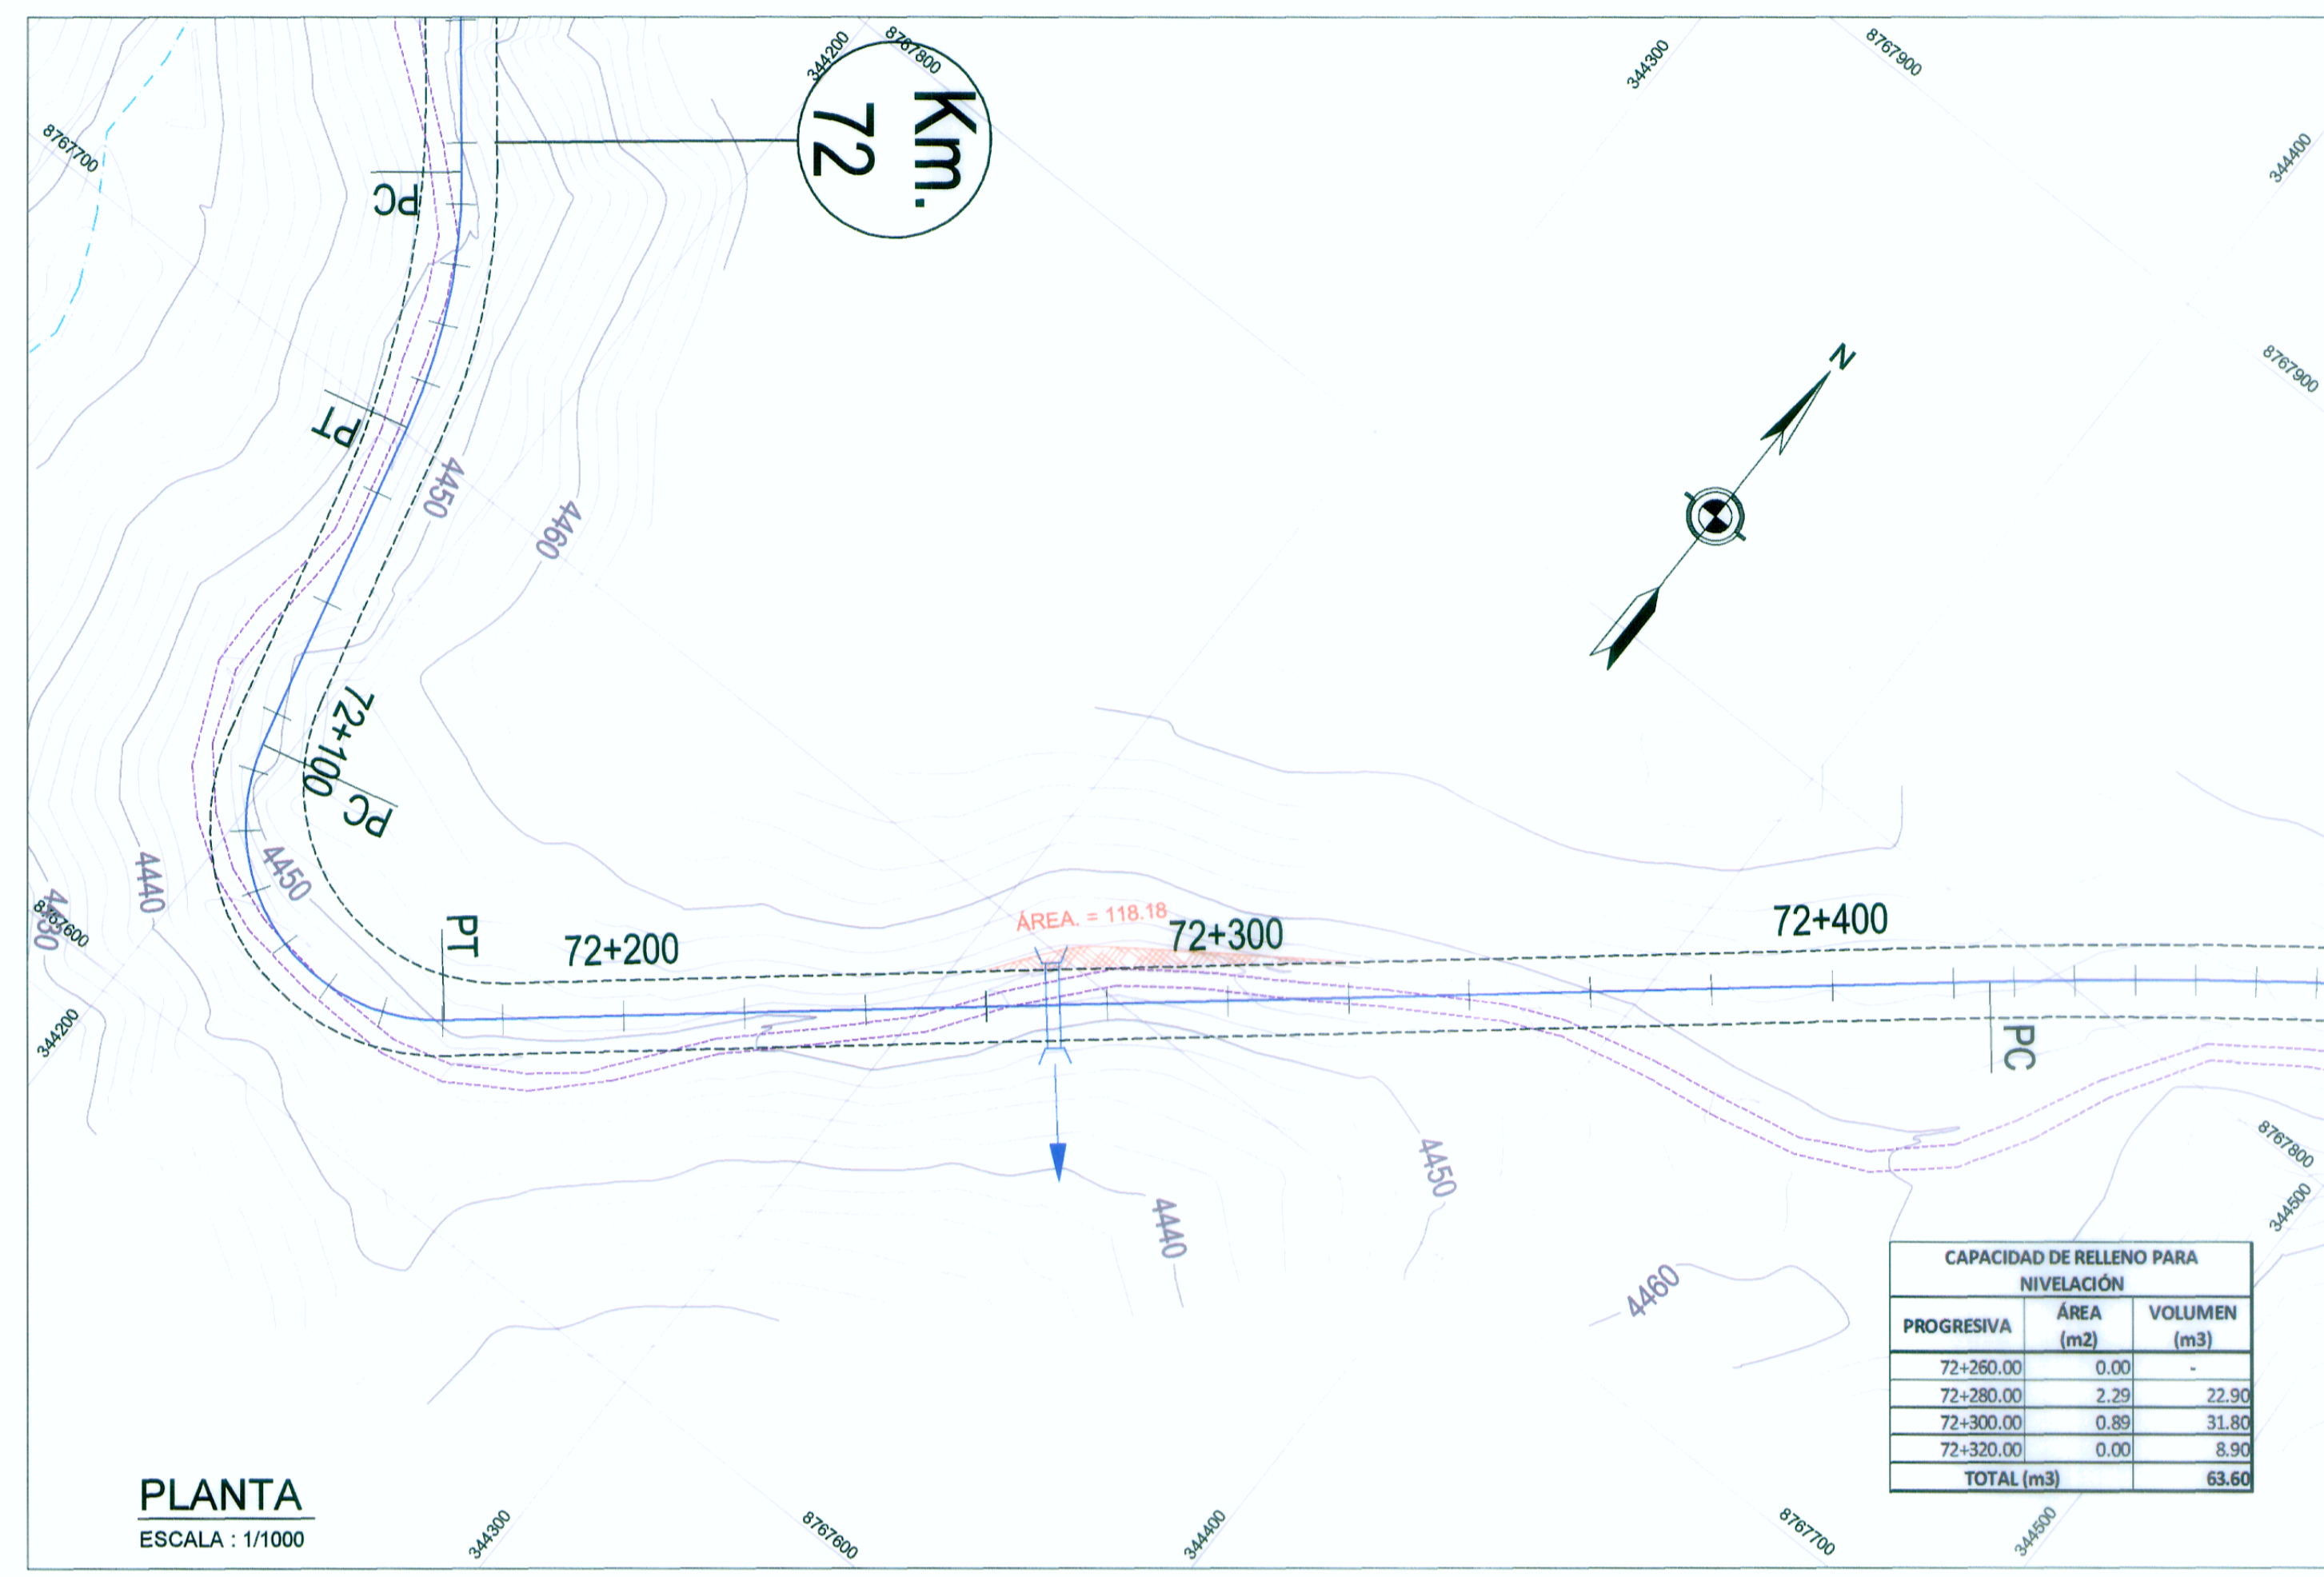 344200
8767800
344300
8767900
344400
8767700
Km.
72
PC
N
8767900
PT
4450
4460
72+100
PC
4440
4450
4430
8767600
PT
72+200
ÁREA. = 118.18
72+300
72+400
344200
PC
4450
4440
8767800
344500
4460
CAPACIDAD DE RELLENO PARA
NIVELACIÓN
PROGRESIVA ÁREA (m2) VOLUMEN (m3)
72+260.00 0.00 -
72+280.00 2.29 22.90
72+300.00 0.89 31.80
72+320.00 0.00 8.90
TOTAL (m3) 63.60
PLANTA
ESCALA : 1/1000
344300
8767600
344400
8767700
344500